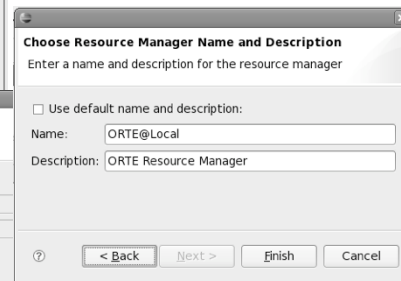 Choose Resource Manager Name and Description
Enter a name and description for the resource manager
Use default name and description:
Name: ORTE@Local
Description: ORTE Resource Manager
< Back Next > Finish Cancel